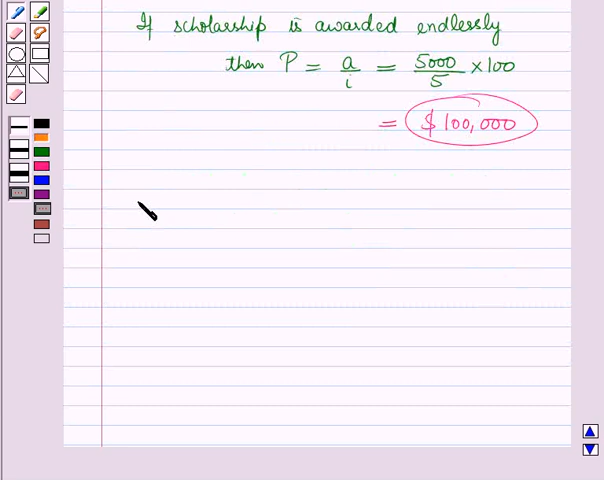 If scholarship is awarded endlessly
then P = a/i = 5000/5 × 100
= $ 100,000